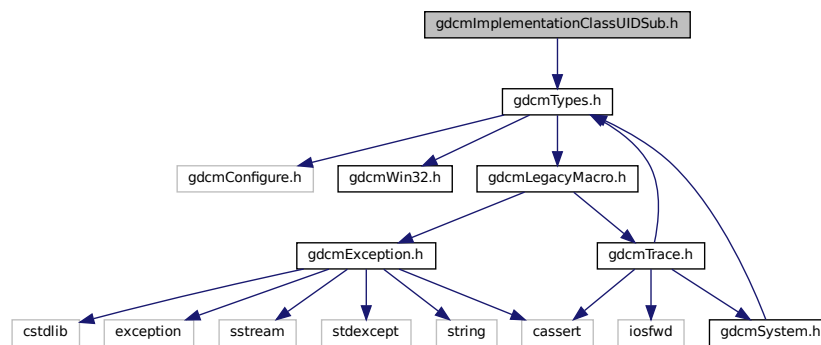 gdcmImplementationClassUIDSub.h
gdcmTypes.h
gdcmConfigure.h
gdcmWin32.h
gdcmLegacyMacro.h
gdcmException.h
gdcmTrace.h
cstdlib
exception
sstream
stdexcept
string
cassert
iosfwd
gdcmSystem.h